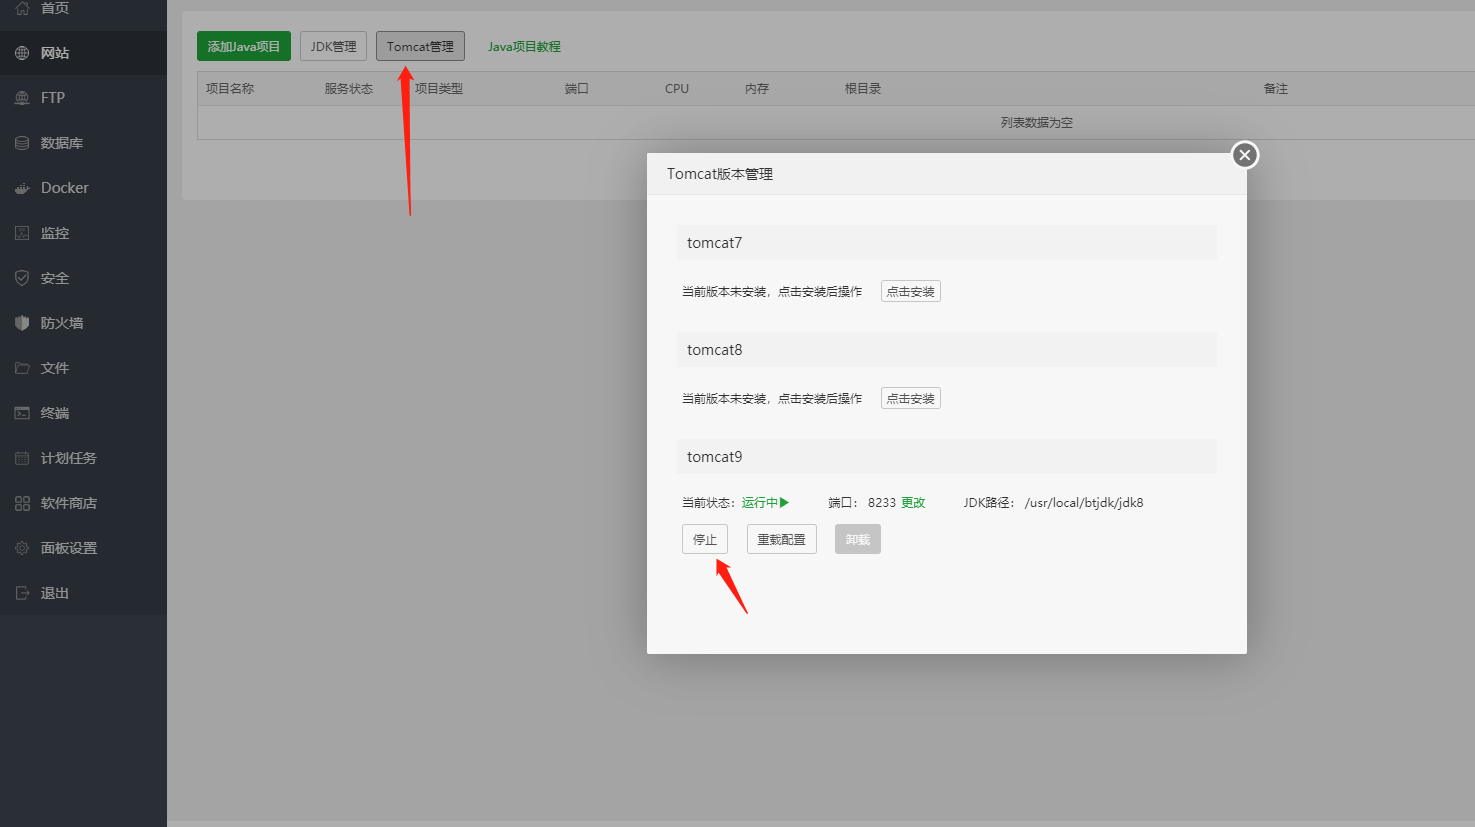 首页
网站
FTP
数据库
Docker
监控
安全
防火墙
文件
终端
计划任务
软件商店
面板设置
退出
添加Java项目 JDK管理 Tomcat管理 Java项目教程
项目名称 服务状态 项目类型 端口 CPU 内存 根目录 备注
列表数据为空
Tomcat版本管理
tomcat7
当前版本未安装，点击安装后操作 点击安装
tomcat8
当前版本未安装，点击安装后操作 点击安装
tomcat9
当前状态：运行中 端口： 8233 更改 JDK路径： /usr/local/btjdk/jdk8
停止 重载配置 卸载